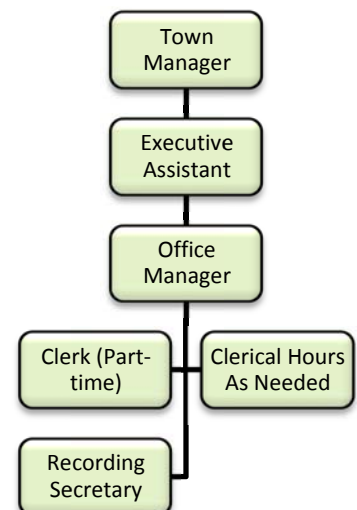 Town
Manager
Executive
Assistant
Office
Manager
Clerk (Part-
time)
Clerical Hours
As Needed
Recording
Secretary